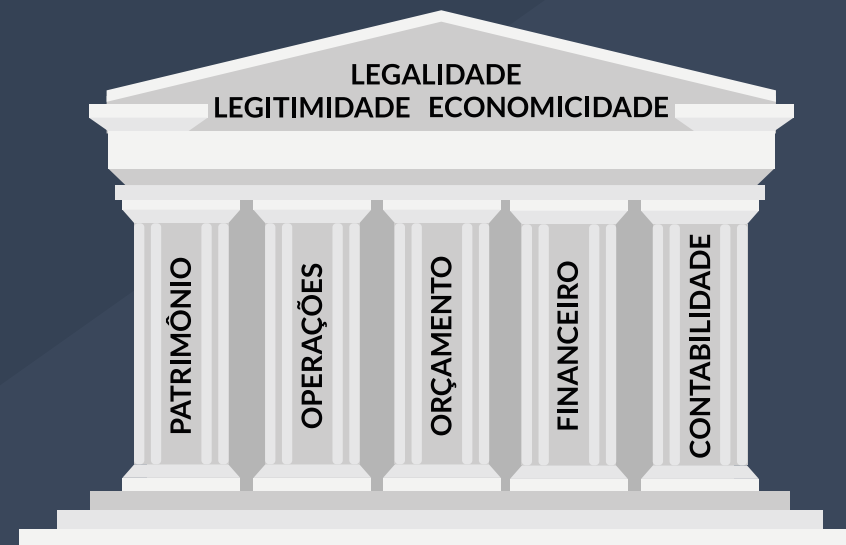 LEGALIDADE
LEGITIMIDADE ECONOMICIDADE
PATRIMÔNIO
OPERAÇÕES
ORÇAMENTO
FINANCEIRO
CONTABILIDADE